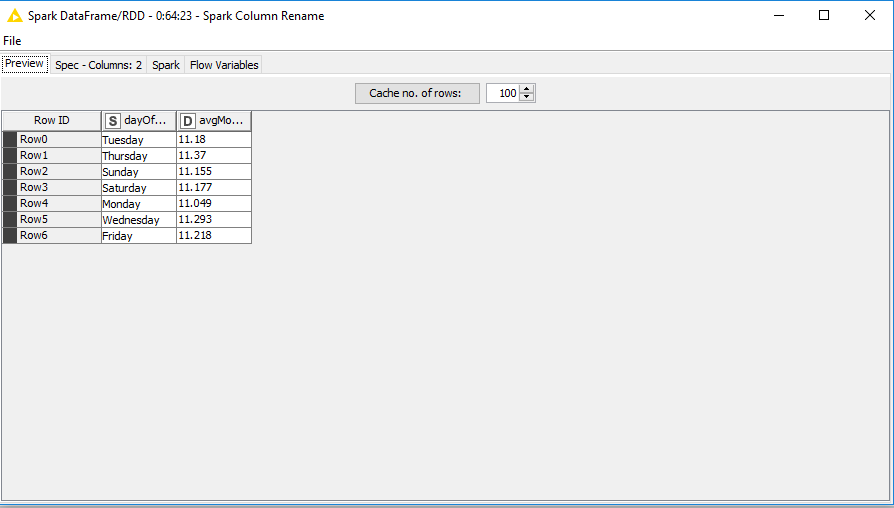 Spark DataFrame/RDD - 0:64:23 - Spark Column Rename
File
Preview Spec - Columns: 2 Spark Flow Variables
Cache no. of rows: 100
Row ID S dayOf... D avgMo...
Row0 Tuesday 11.18
Row1 Thursday 11.37
Row2 Sunday 11.155
Row3 Saturday 11.177
Row4 Monday 11.049
Row5 Wednesday 11.293
Row6 Friday 11.218